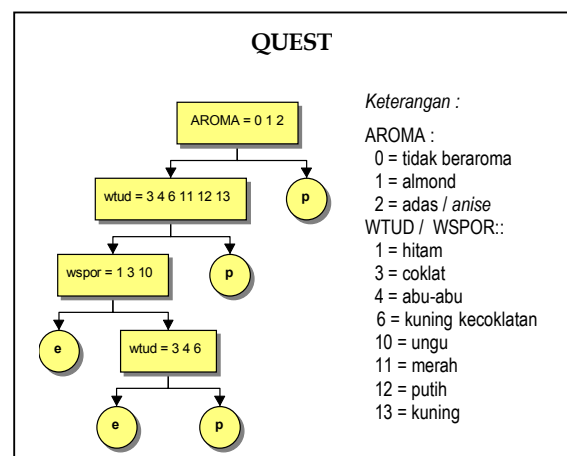 QUEST
AROMA = 0 1 2
p
wtud = 3 4 6 11 12 13
p
wspor = 1 3 10
e
wtud = 3 4 6
e
p
Keterangan :
AROMA :
0 = tidak beraroma
1 = almond
2 = adas / anise
WTUD / WSPOR::
1 = hitam
3 = coklat
4 = abu-abu
6 = kuning kecoklatan
10 = ungu
11 = merah
12 = putih
13 = kuning